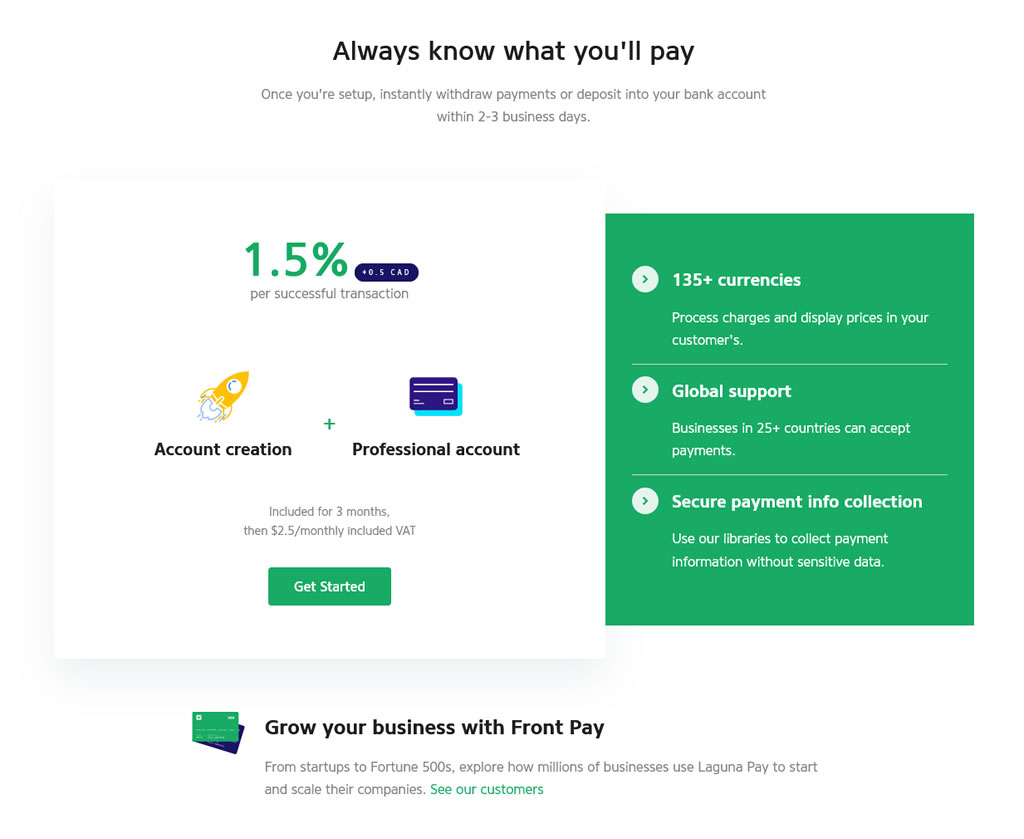 Always know what you'll pay
Once you're setup, instantly withdraw payments or deposit into your bank account
within 2-3 business days.
1.5% +0.5 CAD
per successful transaction
+
Account creation
Professional account
Included for 3 months,
then $2.5/monthly included VAT
Get Started
135+ currencies
Process charges and display prices in your
customer's.
Global support
Businesses in 25+ countries can accept
payments.
Secure payment info collection
Use our libraries to collect payment
information without sensitive data.
Grow your business with Front Pay
From startups to Fortune 500s, explore how millions of businesses use Laguna Pay to start
and scale their companies. See our customers